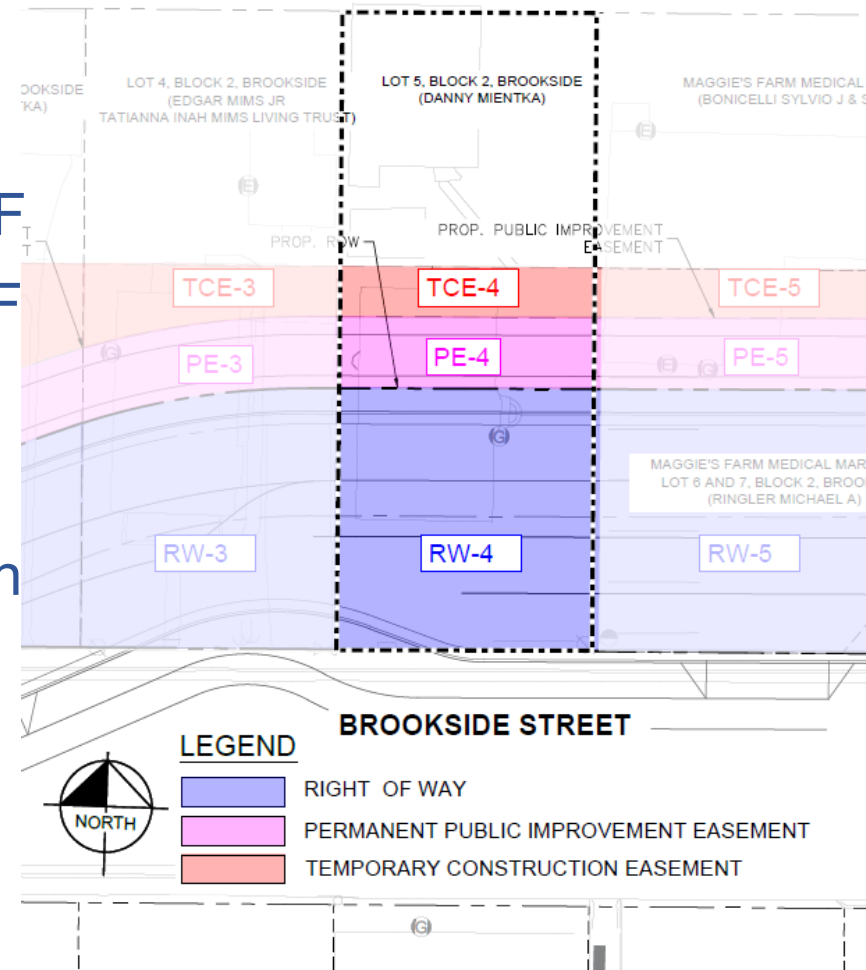 OOKSIDE
KA)
LOT 4, BLOCK 2, BROOKSIDE
(EDGAR MIMS JR
TATIANNA INAH MIMS LIVING TRUST)
LOT 5, BLOCK 2, BROOKSIDE
(DANNY MIENTKA)
MAGGIE'S FARM MEDICAL
(BONICELLI SYLVIO J & S
E
E
F
T
T
PROP. ROW
PROP. PUBLIC IMPROVEMENT
EASEMENT
F
TCE-3
TCE-4
TCE-5
G
PE-3
PE-4
E
G
PE-5
G
MAGGIE'S FARM MEDICAL MAR
LOT 6 AND 7, BLOCK 2, BROO
(RINGLER MICHAEL A)
n
RW-3
RW-4
RW-5
BROOKSIDE STREET
LEGEND
NORTH
RIGHT OF WAY
PERMANENT PUBLIC IMPROVEMENT EASEMENT
TEMPORARY CONSTRUCTION EASEMENT
G